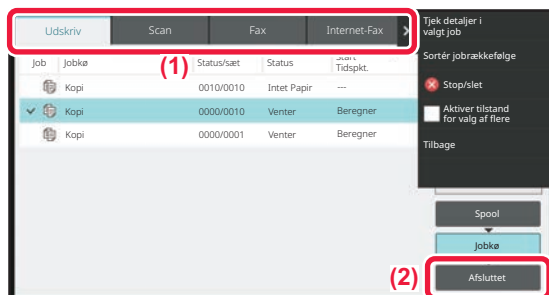 Udskriv Scan Fax Internet-Fax
Tjek detaljer i
valgt job
Sortér jobrækkefølge
Stop/slet
Aktiver tilstand
for valg af flere
Tilbage
(1)
Job Jobkø Status/sæt Status Start
Tidspkt.
Kopi 0010/0010 Intet Papir ---
Kopi 0000/0010 Venter Beregner
Kopi 0000/0001 Venter Beregner
Spool
Jobkø
(2) Afsluttet